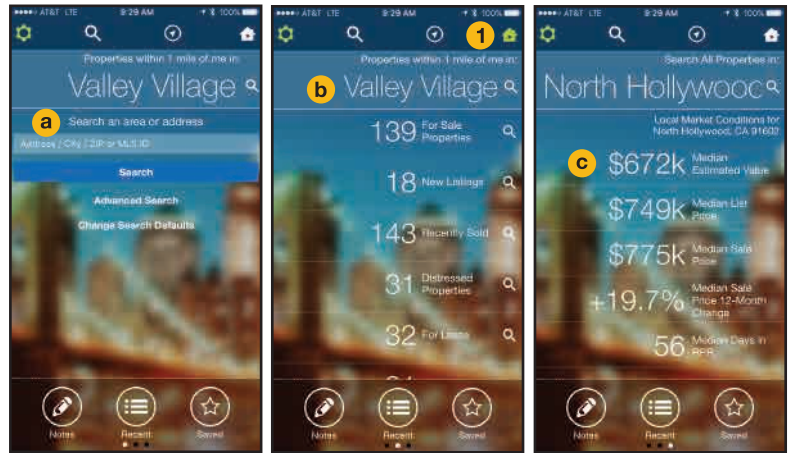 AT&T LTE 9:29 AM 100%
Properties within 1 mile of me in:
Valley Village
a
Search an area or address
Address / City / ZIP or MLS ID
Search
Advanced Search
Change Search Defaults
Notes
Recent
Saved
AT&T LTE 9:29 AM 100%
1
Properties within 1 mile of me in:
b
Valley Village
139 For Sale
Properties
18 New Listings
143 Recently Sold
31 Distressed
Properties
32 For Lease
Notes
Recent
Saved
AT&T LTE 9:29 AM 100%
Search All Properties in:
North Hollywood
Local Market Conditions for
North Hollywood, CA 91602
c
$672k Median
Estimated Value
$749k Median List
Price
$775k Median Sale
Price
+19.7% Median Sale
Price 12-Month
Change
56 Median Days in
RPR
Notes
Recent
Saved